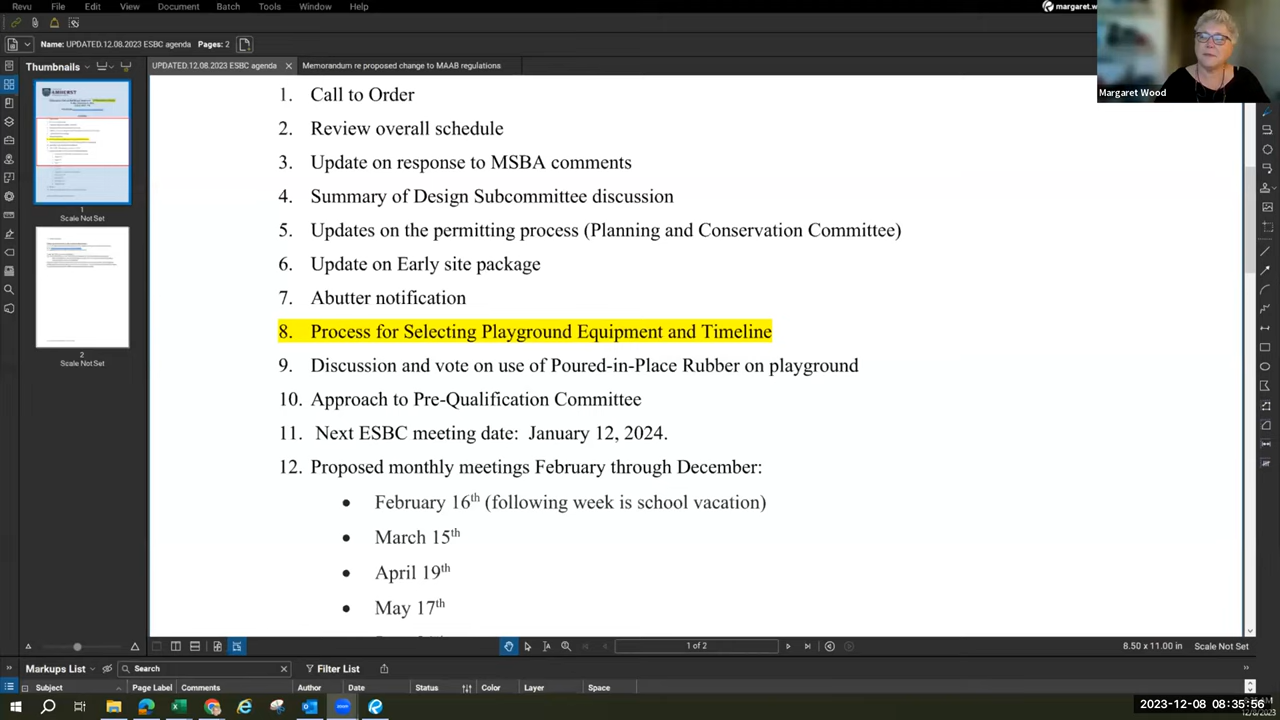 Revu File Edit View Document Batch Tools Window Help
Name: UPDATED.12.08.2023 ESBC agenda Pages: 2
Thumbnails
UPDATED.12.08.2023 ESBC agenda
Memorandum re proposed change to MAAB regulations
Margaret Wood
AMHERST
1
Scale Not Set
2
Scale Not Set
1. Call to Order
2. Review overall schedule
3. Update on response to MSBA comments
4. Summary of Design Subcommittee discussion
5. Updates on the permitting process (Planning and Conservation Committee)
6. Update on Early site package
7. Abutter notification
8. Process for Selecting Playground Equipment and Timeline
9. Discussion and vote on use of Poured-in-Place Rubber on playground
10. Approach to Pre-Qualification Committee
11. Next ESBC meeting date: January 12, 2024.
12. Proposed monthly meetings February through December:
• February 16th (following week is school vacation)
• March 15th
• April 19th
• May 17th
1 of 2
8.50 x 11.00 in Scale Not Set
Markups List Search Filter List
Subject Page Label Comments Author Date Status Color Layer Space
2023-12-08 08:35:56